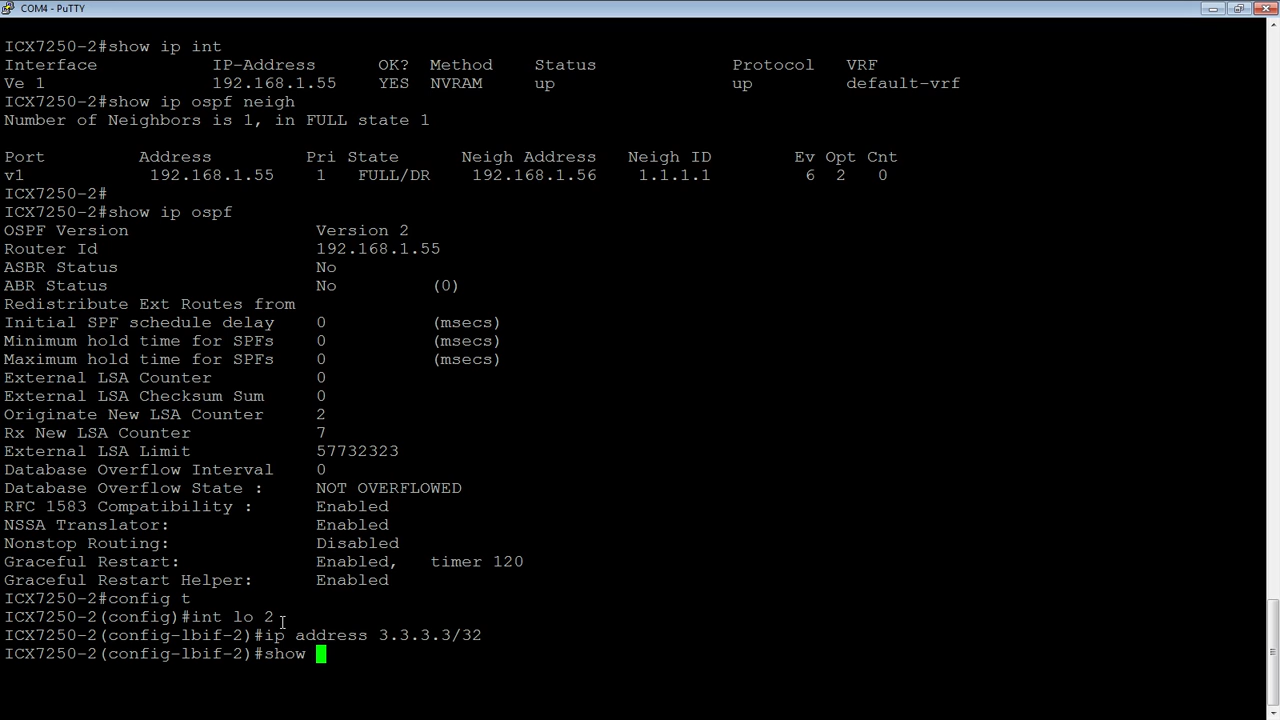 COM4 - PuTTY
ICX7250-2#show ip int
Interface IP-Address OK? Method Status Protocol VRF
Ve 1 192.168.1.55 YES NVRAM up up default-vrf
ICX7250-2#show ip ospf neigh
Number of Neighbors is 1, in FULL state 1
Port Address Pri State Neigh Address Neigh ID Ev Opt Cnt
v1 192.168.1.55 1 FULL/DR 192.168.1.56 1.1.1.1 6 2 0
ICX7250-2#
ICX7250-2#show ip ospf
OSPF Version Version 2
Router Id 192.168.1.55
ASBR Status No
ABR Status No (0)
Redistribute Ext Routes from
Initial SPF schedule delay 0 (msecs)
Minimum hold time for SPFs 0 (msecs)
Maximum hold time for SPFs 0 (msecs)
External LSA Counter 0
External LSA Checksum Sum 0
Originate New LSA Counter 2
Rx New LSA Counter 7
External LSA Limit 57732323
Database Overflow Interval 0
Database Overflow State : NOT OVERFLOWED
RFC 1583 Compatibility : Enabled
NSSA Translator: Enabled
Nonstop Routing: Disabled
Graceful Restart: Enabled, timer 120
Graceful Restart Helper: Enabled
ICX7250-2#config t
ICX7250-2(config)#int lo 2
ICX7250-2(config-lbif-2)#ip address 3.3.3.3/32
ICX7250-2(config-lbif-2)#show